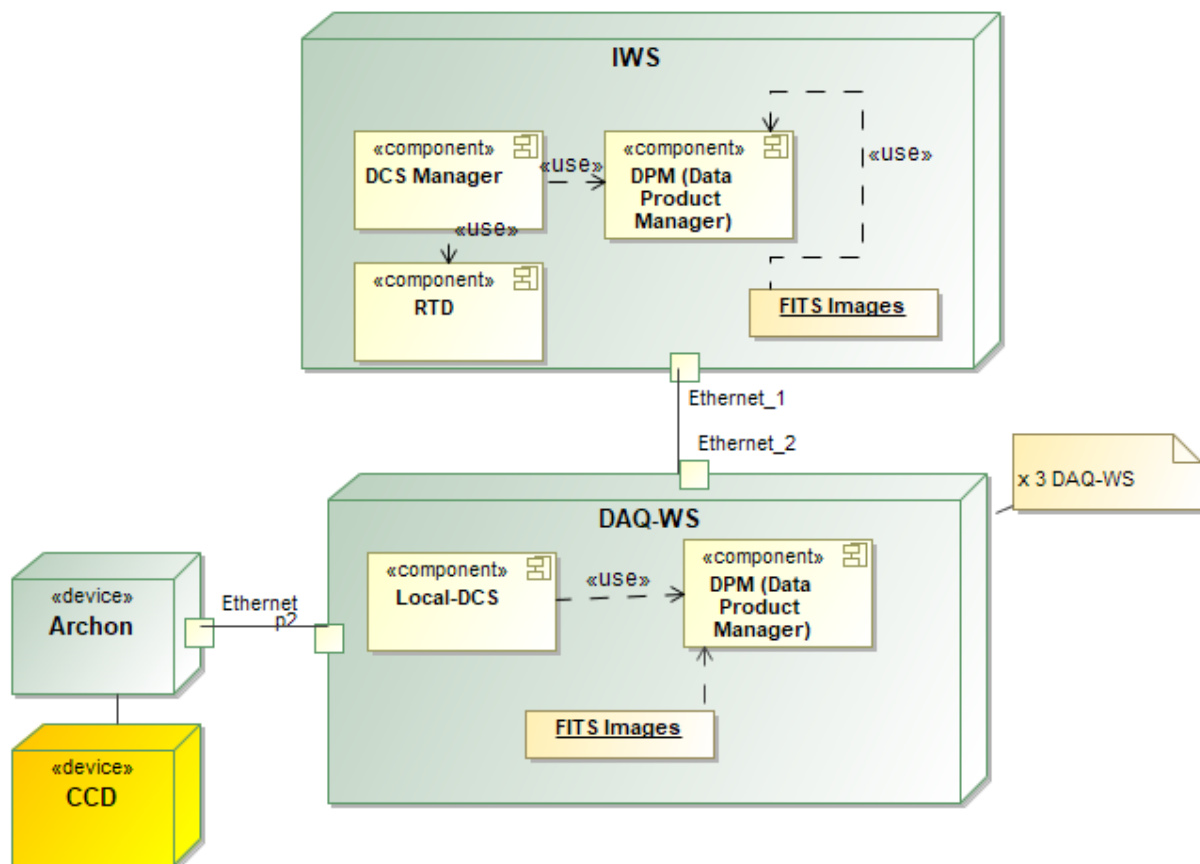 IWS
«component»
DCS Manager
«use»
«component»
DPM (Data
Product
Manager)
«use»
«use»
«component»
RTD
FITS Images
Ethernet_1
Ethernet_2
x 3 DAQ-WS
DAQ-WS
«component»
Local-DCS
«use»
«component»
DPM (Data
Product
Manager)
FITS Images
«device»
Archon
Ethernet
p2
«device»
CCD